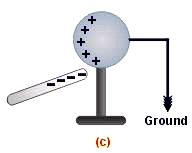 +
+
+
+
+
- - - -
Ground
(c)